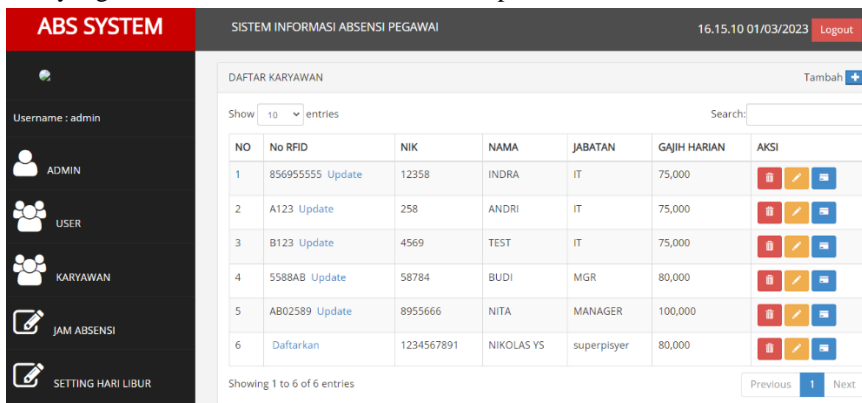 ABS SYSTEM
SISTEM INFORMASI ABSENSI PEGAWAI
16.15.10 01/03/2023 Logout
Username : admin
ADMIN
USER
KARYAWAN
JAM ABSENSI
SETTING HARI LIBUR
DAFTAR KARYAWAN
Tambah
Show 10 entries
Search:
NO No RFID NIK NAMA JABATAN GAJIH HARIAN AKSI
1 856955555 Update 12358 INDRA IT 75,000
2 A123 Update 258 ANDRI IT 75,000
3 B123 Update 4569 TEST IT 75,000
4 5588AB Update 58784 BUDI MGR 80,000
5 AB02589 Update 8955666 NITA MANAGER 100,000
6 Daftarkan 1234567891 NIKOLAS YS superpisyer 80,000
Showing 1 to 6 of 6 entries
Previous 1 Next